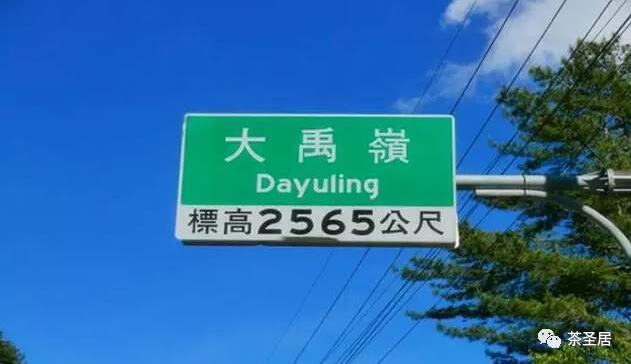 大禹嶺
Dayuling
標高2565公尺
茶圣居